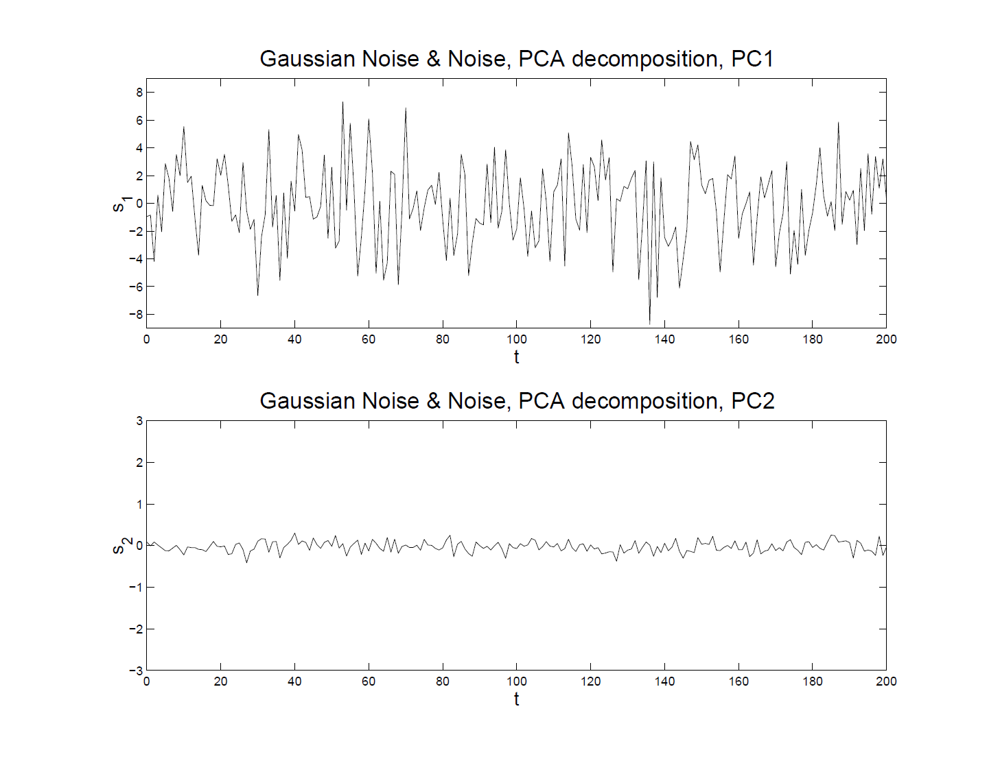 Gaussian Noise & Noise, PCA decomposition, PC1
8
6
4
2
0
−2
−4
−6
−8
s1
0 20 40 60 80 100 120 140 160 180 200
t
Gaussian Noise & Noise, PCA decomposition, PC2
3
2
1
0
−1
−2
−3
s2
0 20 40 60 80 100 120 140 160 180 200
t